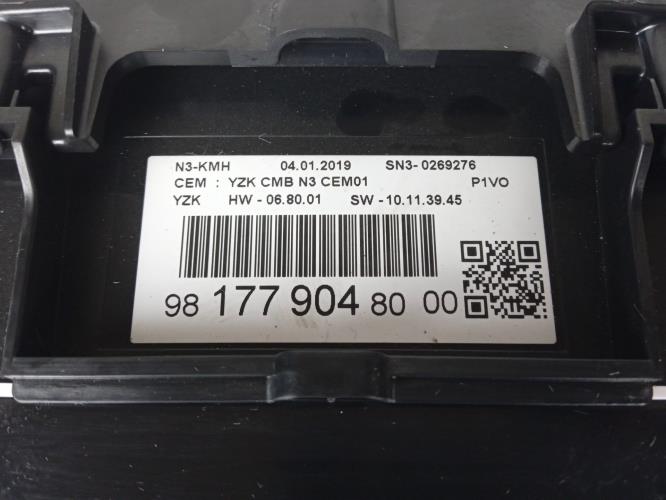 N3-KMH 04.01.2019 SN3- 0269276
CEM : YZK CMB N3 CEM01 P1VO
YZK HW - 06.80.01 SW - 10.11.39.45
98 177 904 80 00